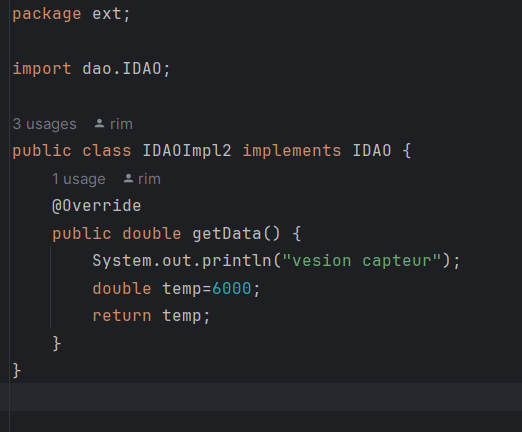 package ext;
import dao.IDAO;
3 usages rim
public class IDAOImpl2 implements IDAO {
1 usage rim
@Override
public double getData() {
System.out.println("vesion capteur");
double temp=6000;
return temp;
}
}